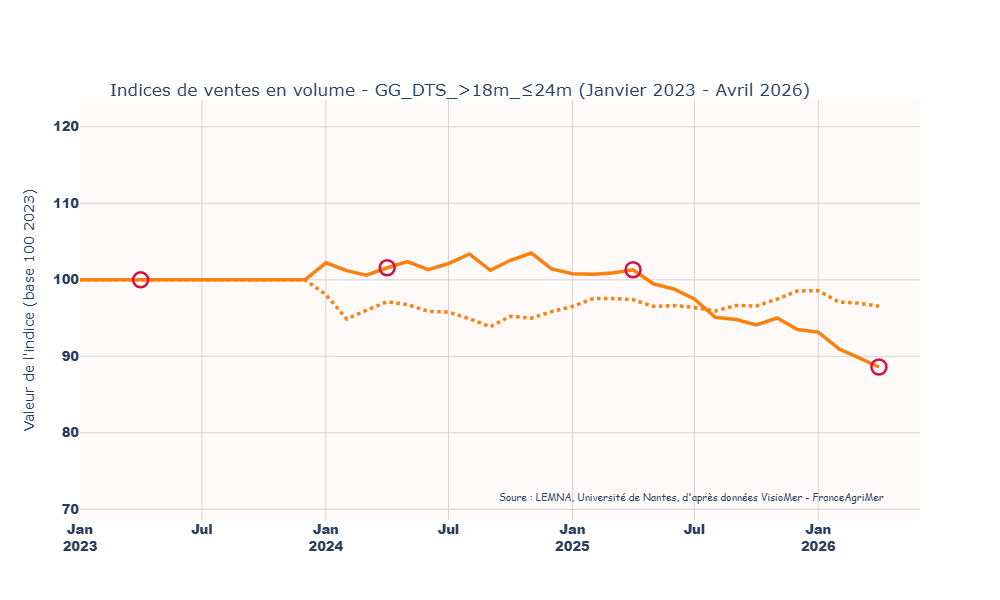 Indices de ventes en volume - GG_DTS_>18m_≤24m (Janvier 2023 - Avril 2026)
Valeur de l'indice (base 100 2023)
120
110
100
90
80
70
Soure : LEMNA, Université de Nantes, d'après données VisioMer - FranceAgriMer
Jan Jul Jan Jul Jan Jul Jan
2023 2024 2025 2026